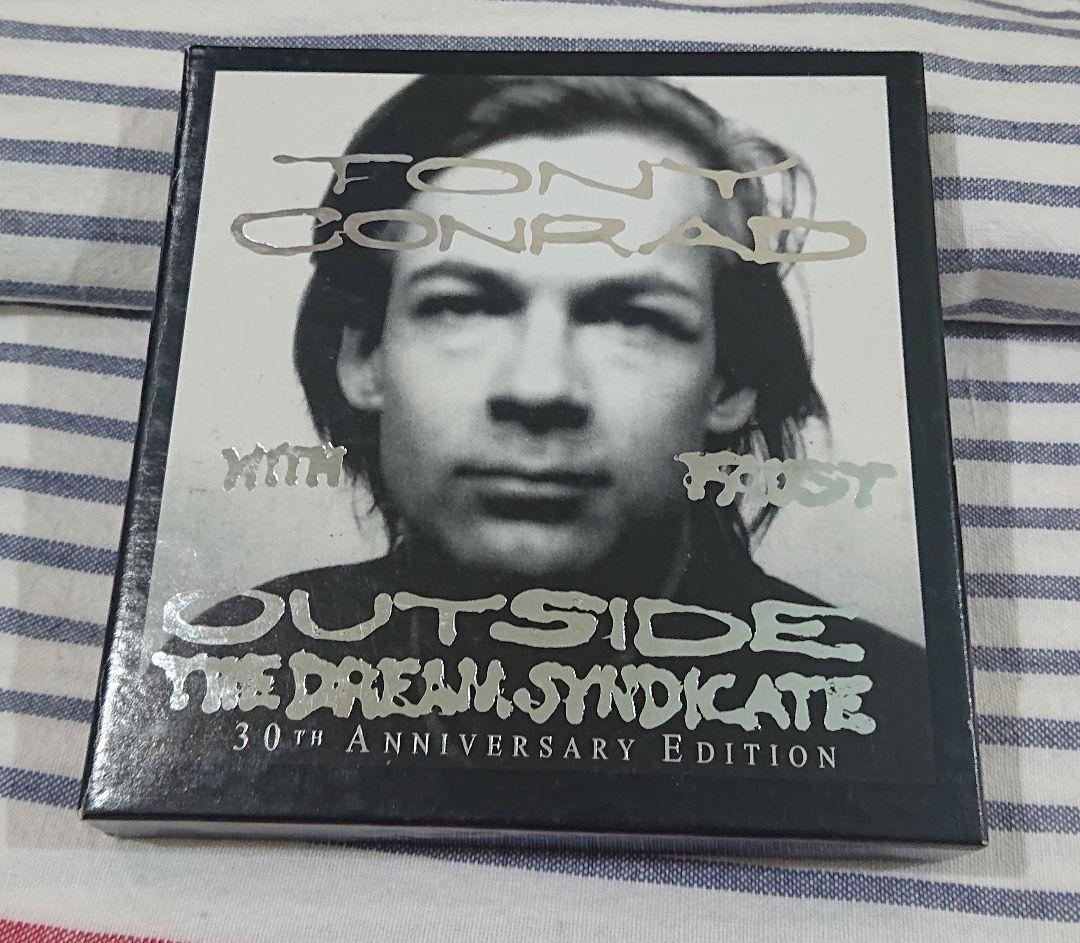 TONY
CONRAD
WITH FAUST
OUTSIDE
THE DREAM SYNDICATE
30TH ANNIVERSARY EDITION